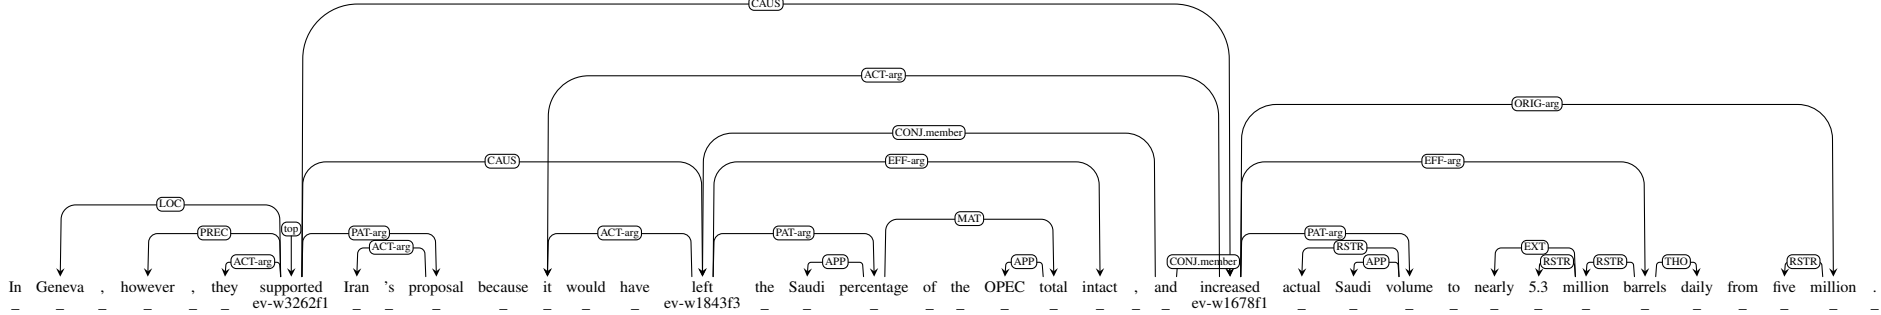 CAUS
ACT-arg
ORIG-arg
CONJ.member
CAUS EFF-arg EFF-arg
LOC
MAT
top
PREC PAT-arg ACT-arg PAT-arg PAT-arg
ACT-arg RSTR EXT
ACT-arg APP APP CONJ.member APP RSTR RSTR THO RSTR
In Geneva , however , they supported Iran 's proposal because it would have left the Saudi percentage of the OPEC total intact , and increased actual Saudi volume to nearly 5.3 million barrels daily from five million .
ev-w3262f1 ev-w1843f3 ev-w1678f1
_ _ _ _ _ _ _ _ _ _ _ _ _ _ _ _ _ _ _ _ _ _ _ _ _ _ _ _ _ _ _ _ _ _ _ _